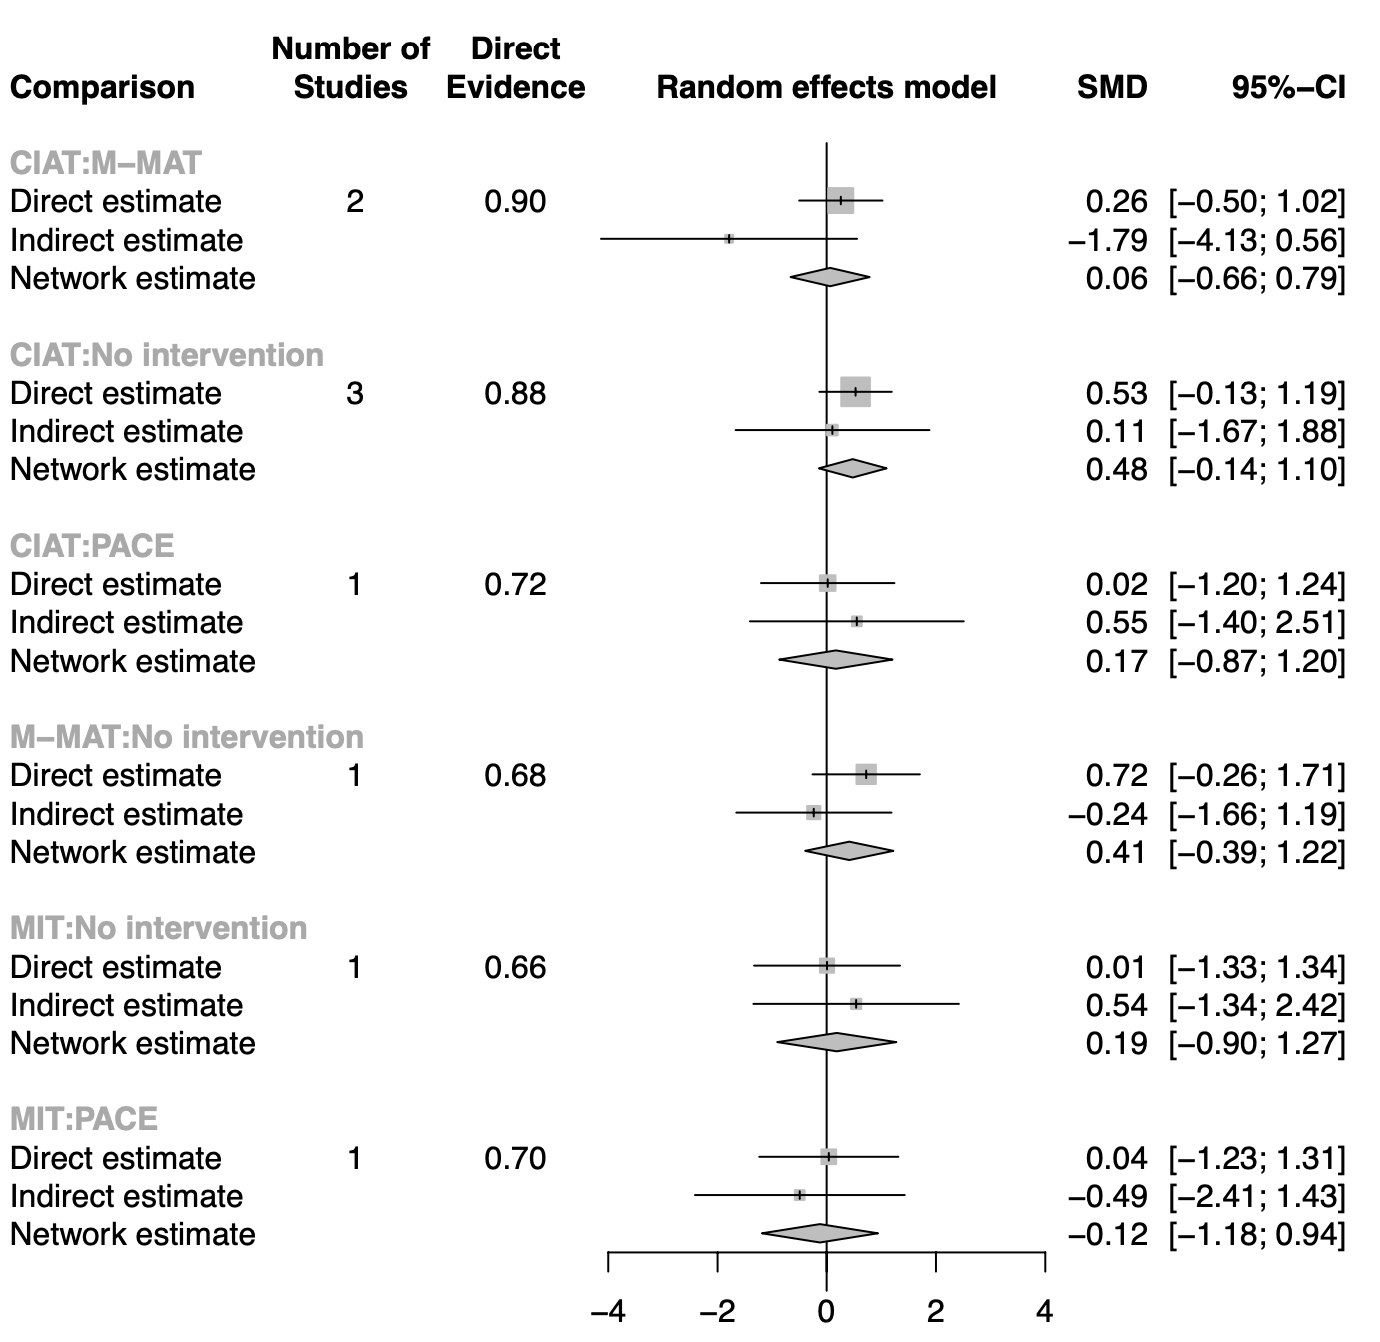 Number of Direct
Comparison Studies Evidence Random effects model SMD 95%−CI
CIAT:M−MAT
Direct estimate 2 0.90 0.26 [−0.50; 1.02]
Indirect estimate −1.79 [−4.13; 0.56]
Network estimate 0.06 [−0.66; 0.79]
CIAT:No intervention
Direct estimate 3 0.88 0.53 [−0.13; 1.19]
Indirect estimate 0.11 [−1.67; 1.88]
Network estimate 0.48 [−0.14; 1.10]
CIAT:PACE
Direct estimate 1 0.72 0.02 [−1.20; 1.24]
Indirect estimate 0.55 [−1.40; 2.51]
Network estimate 0.17 [−0.87; 1.20]
M−MAT:No intervention
Direct estimate 1 0.68 0.72 [−0.26; 1.71]
Indirect estimate −0.24 [−1.66; 1.19]
Network estimate 0.41 [−0.39; 1.22]
MIT:No intervention
Direct estimate 1 0.66 0.01 [−1.33; 1.34]
Indirect estimate 0.54 [−1.34; 2.42]
Network estimate 0.19 [−0.90; 1.27]
MIT:PACE
Direct estimate 1 0.70 0.04 [−1.23; 1.31]
Indirect estimate −0.49 [−2.41; 1.43]
Network estimate −0.12 [−1.18; 0.94]
−4 −2 0 2 4